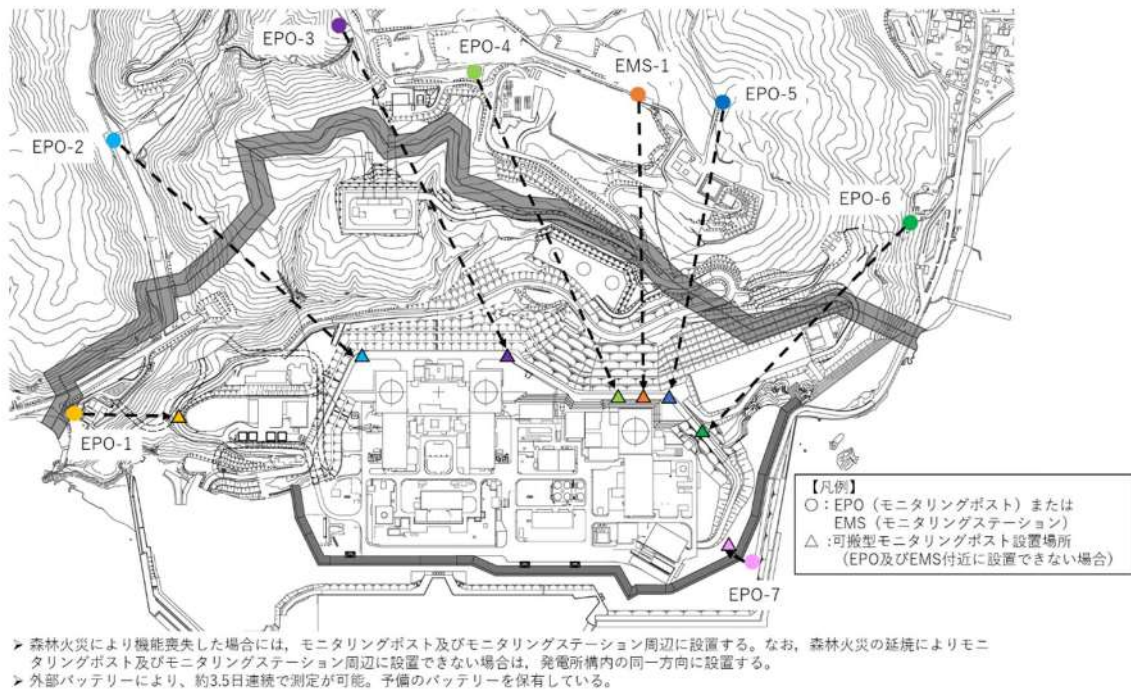 EPO-3
EPO-4
EMS-1
EPO-5
EPO-2
EPO-6
EPO-1
【凡例】
○：EPO（モニタリングポスト）または
EMS（モニタリングステーション）
△：可搬型モニタリングポスト設置場所
（EPO及びEMS付近に設置できない場合）
EPO-7
➢ 森林火災により機能喪失した場合には，モニタリングポスト及びモニタリングステーション周辺に設置する。なお，森林火災の延焼によりモニ
タリングポスト及びモニタリングステーション周辺に設置できない場合は，発電所構内の同一方向に設置する。
➢ 外部バッテリーにより、約3.5日連続で測定が可能。予備のバッテリーを保有している。